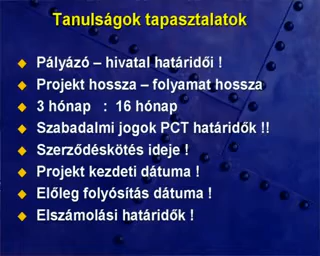 Tanulságok tapasztalatok
Pályázó – hivatal határidői !
Projekt hossza – folyamat hossza
3 hónap : 16 hónap
Szabadalmi jogok PCT határidők !!
Szerződéskötés ideje !
Projekt kezdeti dátuma !
Előleg folyósítás dátuma !
Elszámolási határidők !